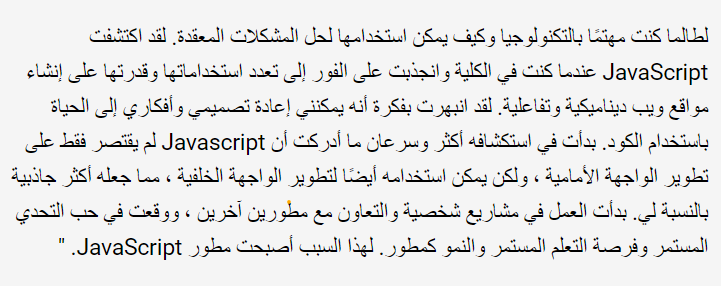 لطالما كنت مهتمًا بالتكنولوجيا وكيف يمكن استخدامها لحل المشكلات المعقدة. لقد اكتشفت
JavaScript عندما كنت في الكلية وانجذبت على الفور إلى تعدد استخداماتها وقدرتها على إنشاء
مواقع ويب ديناميكية وتفاعلية. لقد انبهرت بفكرة أنه يمكنني إعادة تصميمي وأفكاري إلى الحياة
باستخدام الكود. بدأت في استكشافه أكثر وسرعان ما أدركت أن Javascript لم يقتصر فقط على
تطوير الواجهة الأمامية ، ولكن يمكن استخدامه أيضًا لتطوير الواجهة الخلفية ، مما جعله أكثر جاذبية
بالنسبة لي. بدأت العمل في مشاريع شخصية والتعاون مع مطورين آخرين ، ووقعت في حب التحدي
المستمر وفرصة التعلم المستمر والنمو كمطور. لهذا السبب أصبحت مطور JavaScript. "